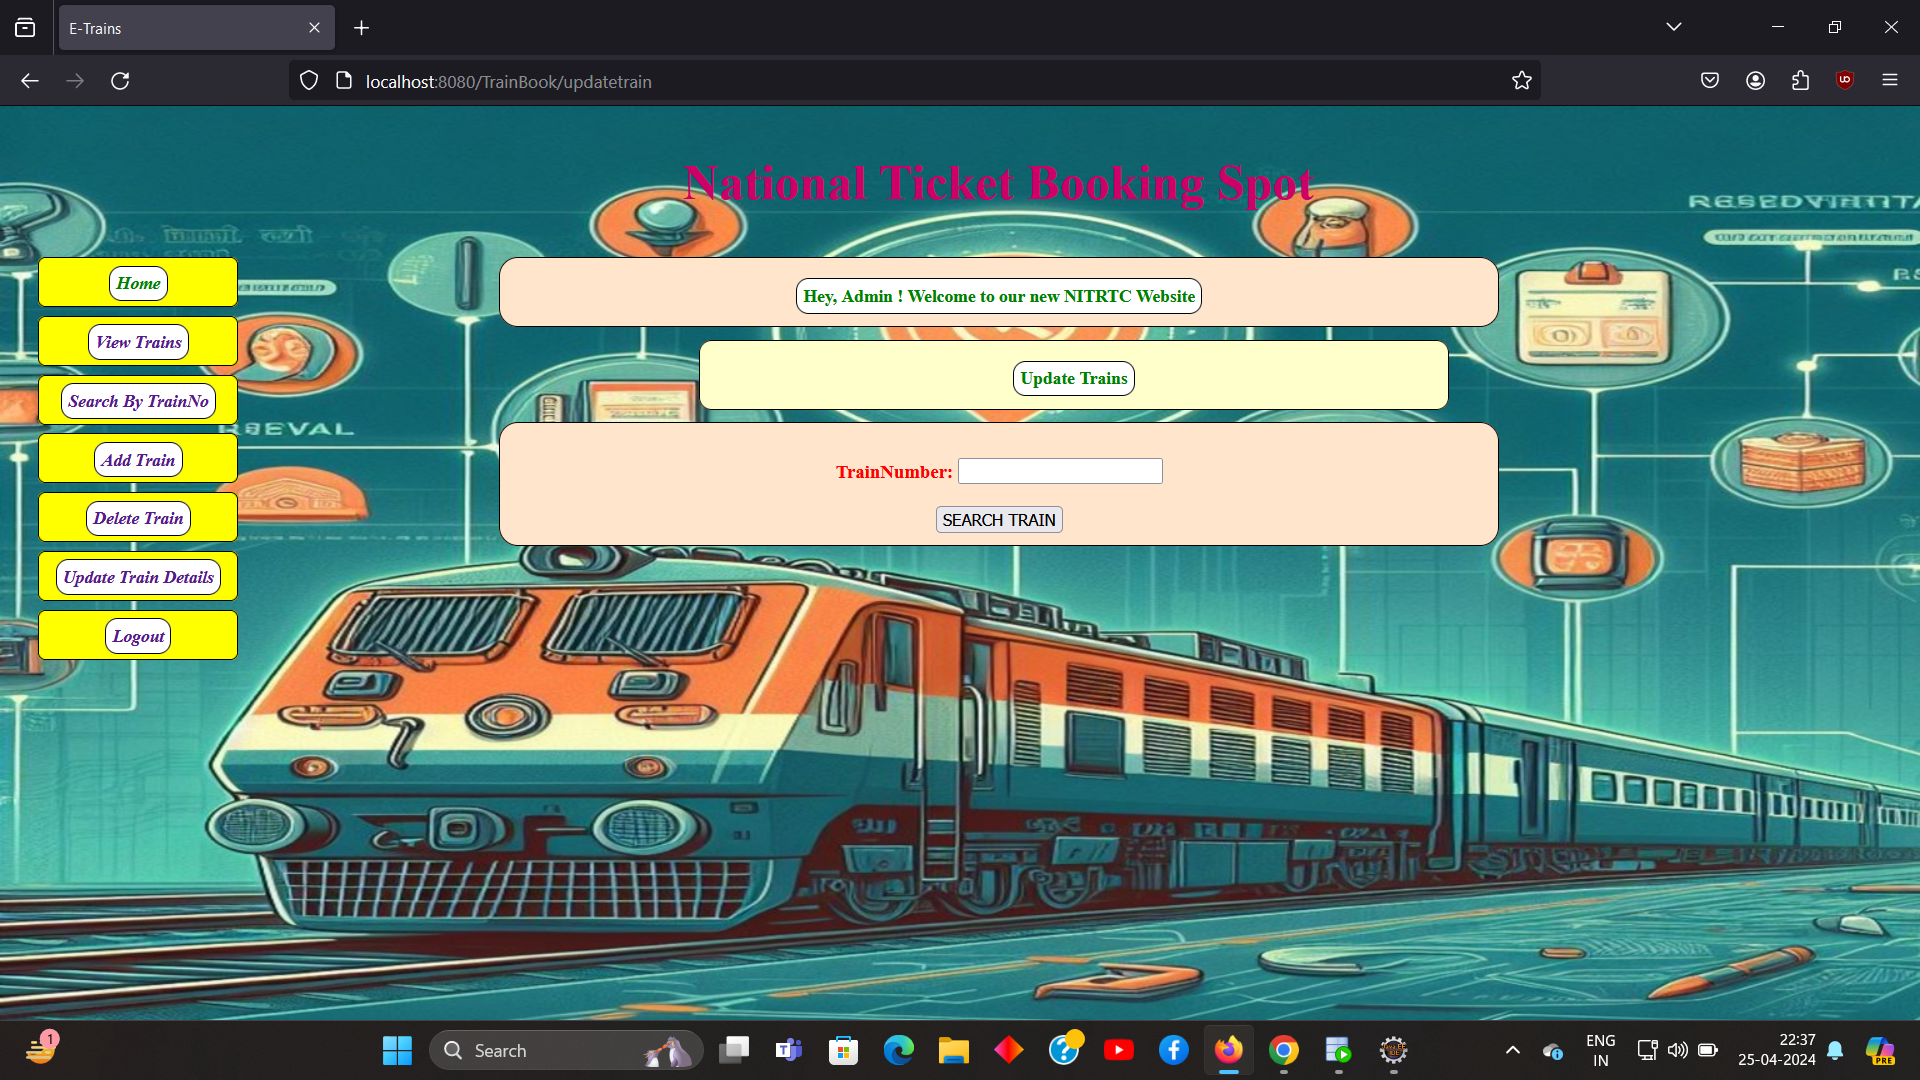 E-Trains
localhost:8080/TrainBook/updatetrain
National Ticket Booking Spot
Home
View Trains
Search By TrainNo
Add Train
Delete Train
Update Train Details
Logout
Hey, Admin ! Welcome to our new NITRTC Website
Update Trains
TrainNumber:
SEARCH TRAIN
1
Search
ENG
IN
22:37
25-04-2024
PRE